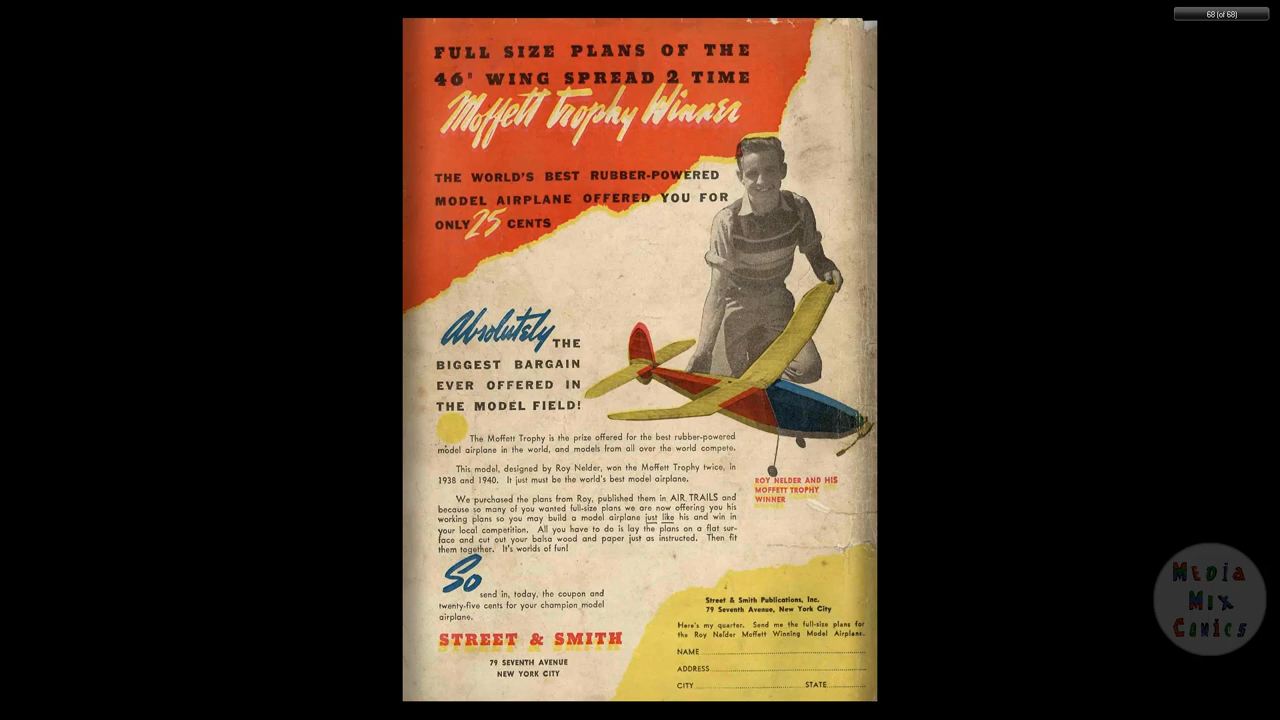 68 (of 68)
FULL SIZE PLANS OF THE
46" WING SPREAD 2 TIME
Moffett Trophy Winner
THE WORLD'S BEST RUBBER-POWERED
MODEL AIRPLANE OFFERED YOU FOR
ONLY 25 CENTS
Absolutely THE
BIGGEST BARGAIN
EVER OFFERED IN
THE MODEL FIELD!
The Moffett Trophy is the prize offered for the best rubber-powered
model airplane in the world, and models from all over the world compete.
This model, designed by Roy Nelder, won the Moffett Trophy twice, in
1938 and 1940. It just must be the world's best model airplane.
We purchased the plans from Roy, published them in AIR TRAILS and
because so many of you wanted full-size plans we are now offering you his
working plans so you may build a model airplane just like his and win in
your local competition. All you have to do is lay the plans on a flat sur-
face and cut out your balsa wood and paper just as instructed. Then fit
them together. It's worlds of fun!
ROY NELDER AND HIS
MOFFETT TROPHY
WINNER
So send in, today, the coupon and
twenty-five cents for your champion model
airplane.
STREET & SMITH
79 SEVENTH AVENUE
NEW YORK CITY
Street & Smith Publications, Inc.
79 Seventh Avenue, New York City
Here's my quarter. Send me the full-size plans for
the Roy Nelder Moffett Winning Model Airplane.
NAME
ADDRESS
CITY STATE
MEDIA
MIX
COMICS